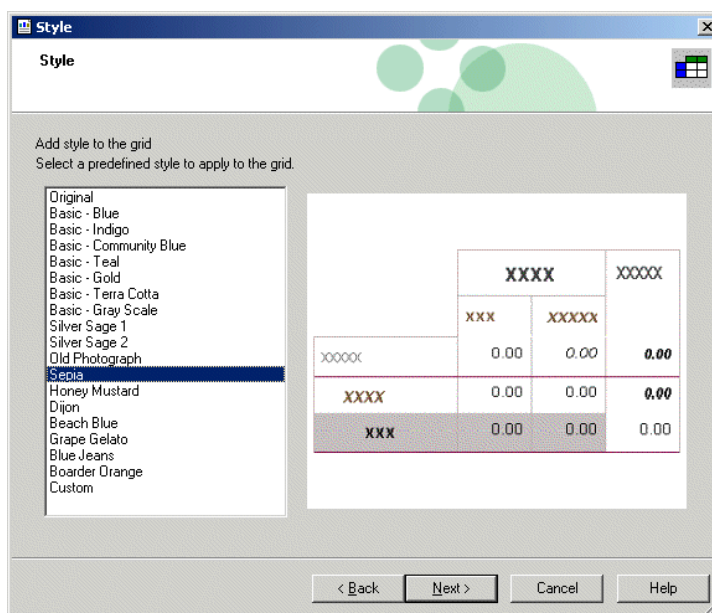 Style
Style
Add style to the grid
Select a predefined style to apply to the grid.
Original
Basic - Blue
Basic - Indigo
Basic - Community Blue
Basic - Teal
Basic - Gold
Basic - Terra Cotta
Basic - Gray Scale
Silver Sage 1
Silver Sage 2
Old Photograph
Sepia
Honey Mustard
Dijon
Beach Blue
Grape Gelato
Blue Jeans
Boarder Orange
Custom
XXXX XXXXX
XXX XXXXX
XXXXX 0.00 0.00 0.00
XXXX 0.00 0.00 0.00
XXX 0.00 0.00 0.00
< Back Next > Cancel Help